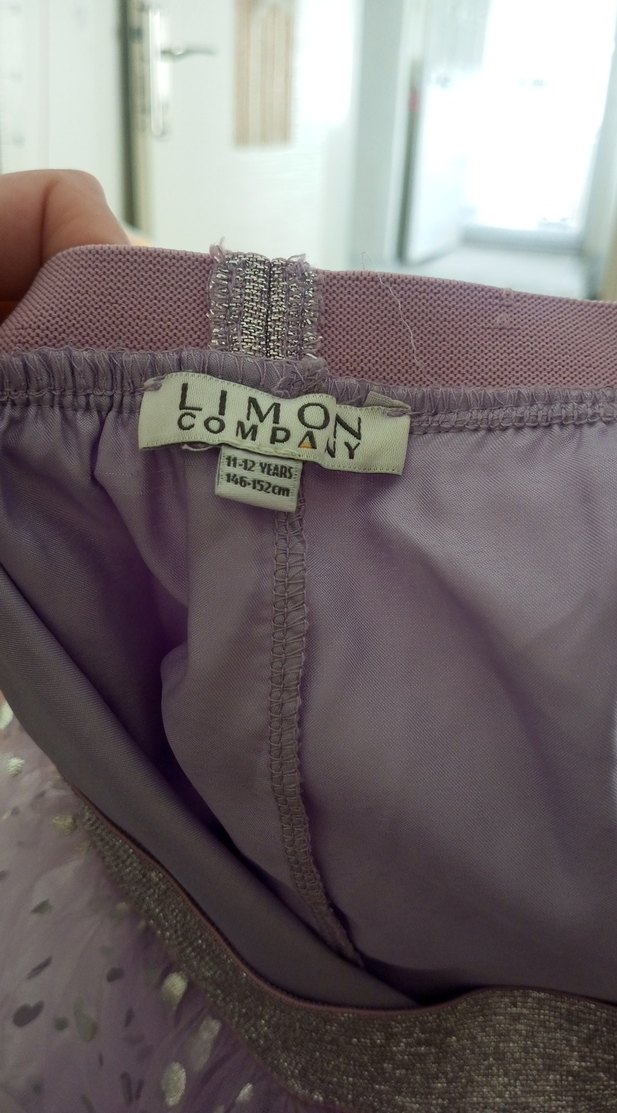 LIMON
COMPANY
11-12 YEARS
146-152cm